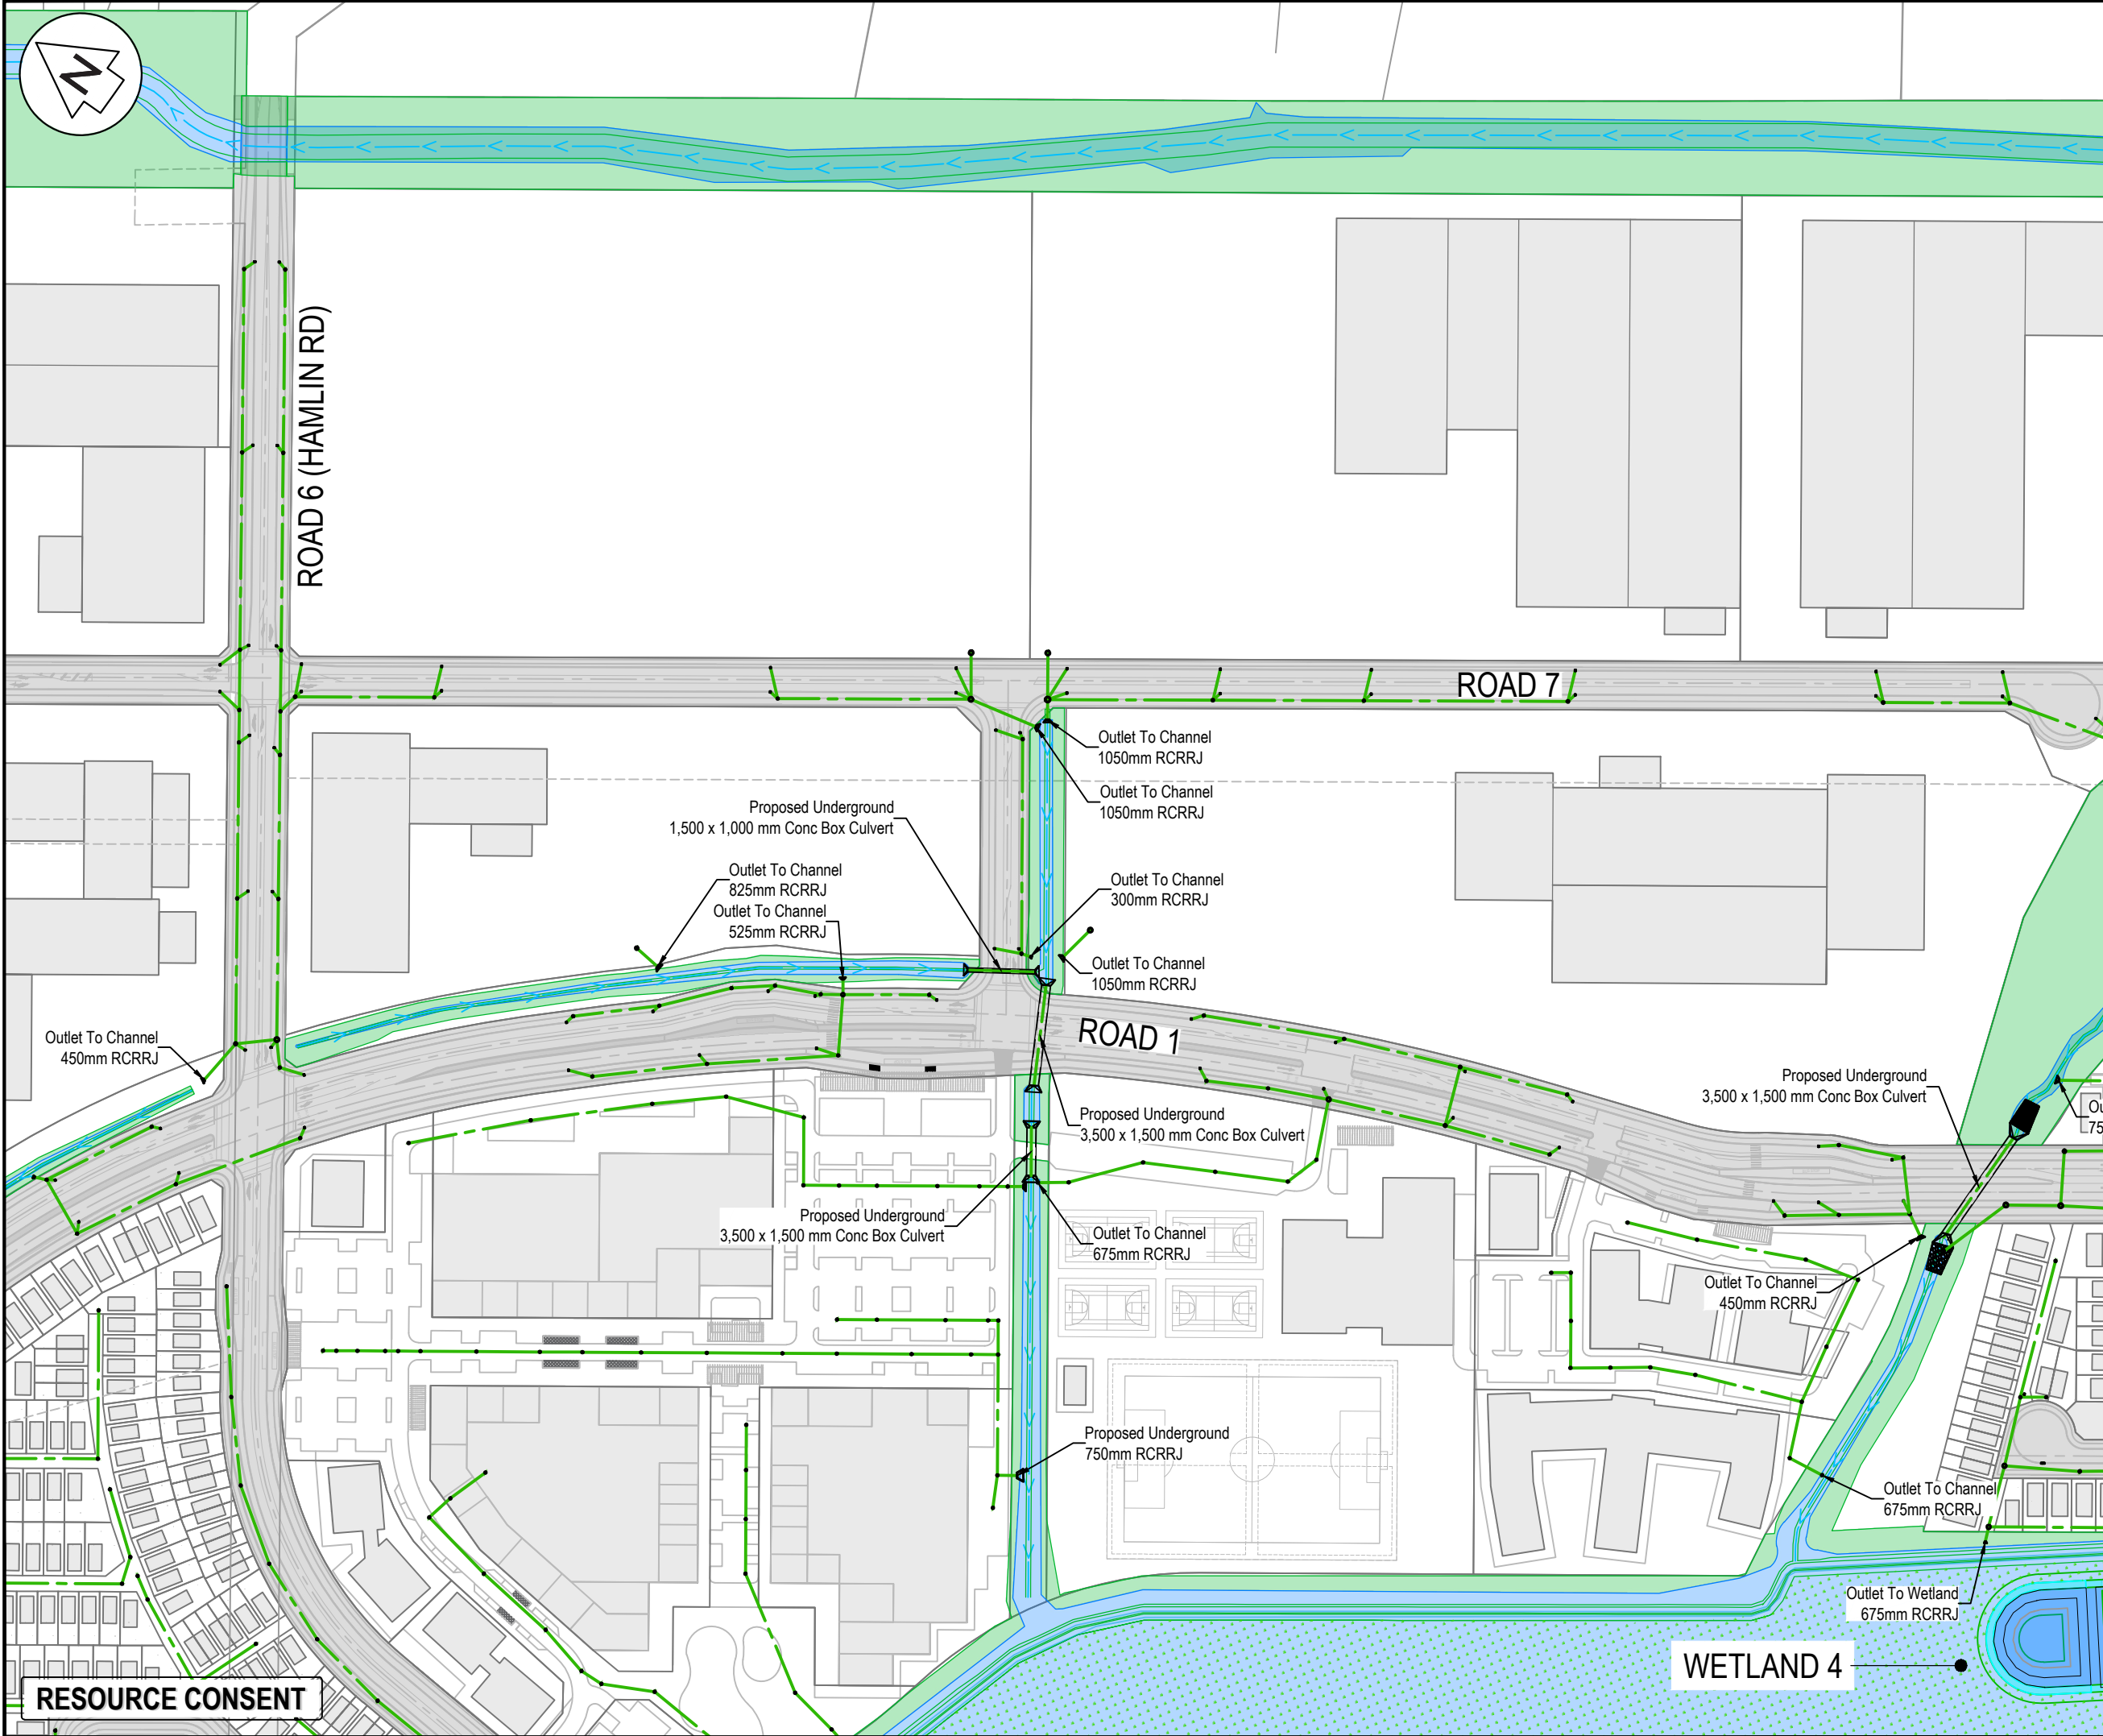 N
ROAD 6 (HAMLIN RD)
ROAD 7
Outlet To Channel
1050mm RCRRJ
Outlet To Channel
1050mm RCRRJ
Proposed Underground
1,500 x 1,000 mm Conc Box Culvert
Outlet To Channel
825mm RCRRJ
Outlet To Channel
525mm RCRRJ
Outlet To Channel
300mm RCRRJ
Outlet To Channel
1050mm RCRRJ
Outlet To Channel
450mm RCRRJ
ROAD 1
Proposed Underground
3,500 x 1,500 mm Conc Box Culvert
Proposed Underground
3,500 x 1,500 mm Conc Box Culvert
Ou
75
Proposed Underground
3,500 x 1,500 mm Conc Box Culvert
Outlet To Channel
675mm RCRRJ
Outlet To Channel
450mm RCRRJ
Proposed Underground
750mm RCRRJ
Outlet To Channel
675mm RCRRJ
Outlet To Wetland
675mm RCRRJ
WETLAND 4
RESOURCE CONSENT